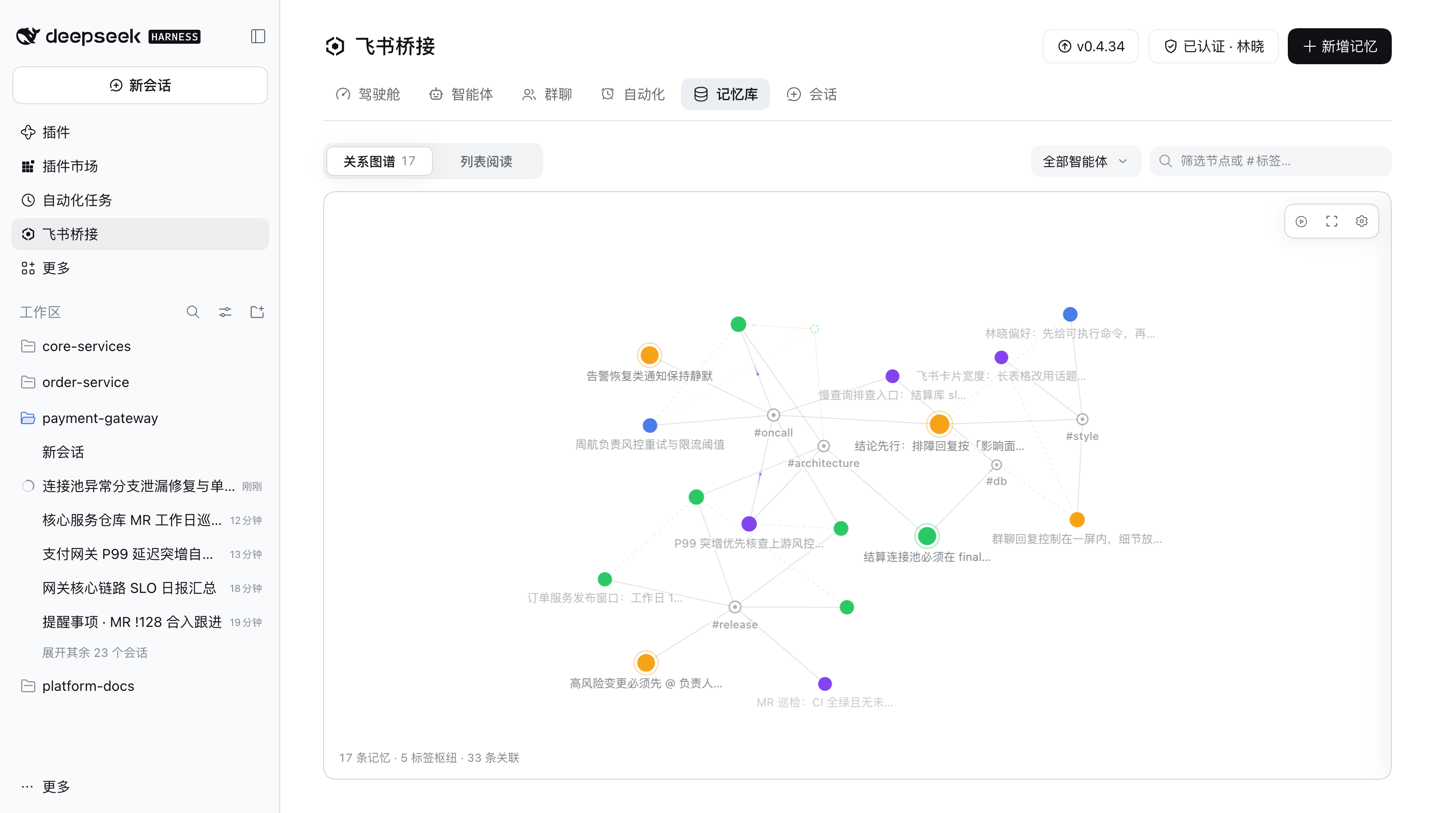 deepseek HARNESS
新会话
插件
插件市场
自动化任务
飞书桥接
更多
工作区
core-services
order-service
payment-gateway
新会话
连接池异常分支泄漏修复与单... 刚刚
核心服务仓库 MR 工作日巡... 12 分钟
支付网关 P99 延迟突增自... 13 分钟
网关核心链路 SLO 日报汇总 18 分钟
提醒事项 · MR !128 合入跟进 19 分钟
展开其余 23 个会话
platform-docs
更多
飞书桥接
v0.4.34
已认证 · 林晓
新增记忆
驾驶舱
智能体
群聊
自动化
记忆库
会话
关系图谱 17
列表阅读
全部智能体
筛选节点或 #标签...
林晓偏好：先给可执行命令，再...
告警恢复类通知保持静默
飞书卡片宽度：长表格改用话题...
慢查询排查入口：结算库 sl...
#oncall
#style
周航负责风控重试与限流阈值
结论先行：排障回复按「影响面...
#architecture
#db
P99 突增优先核查上游风控...
群聊回复控制在一屏内，细节放...
结算连接池必须在 final...
订单服务发布窗口：工作日 1...
#release
高风险变更必须先 @ 负责人...
MR 巡检：CI 全绿且无未...
17 条记忆 · 5 标签枢纽 · 33 条关联